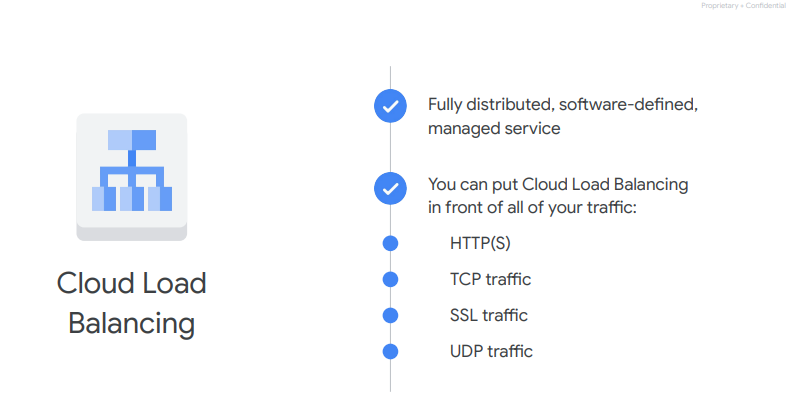 Proprietary + Confidential
Fully distributed, software-defined,
managed service
You can put Cloud Load Balancing
in front of all of your traffic:
HTTP(S)
TCP traffic
SSL traffic
UDP traffic
Cloud Load
Balancing